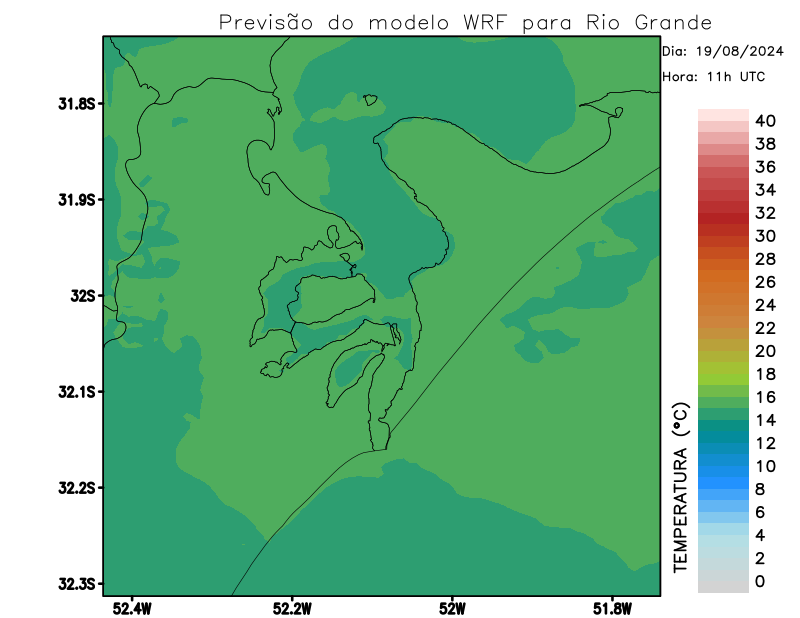 Previsão do modelo WRF para Rio Grande
Dia: 19/08/2024
Hora: 11h UTC
31.8S
31.9S
32S
32.1S
32.2S
32.3S
52.4W
52.2W
52W
51.8W
TEMPERATURA (ºC)
40
38
36
34
32
30
28
26
24
22
20
18
16
14
12
10
8
6
4
2
0